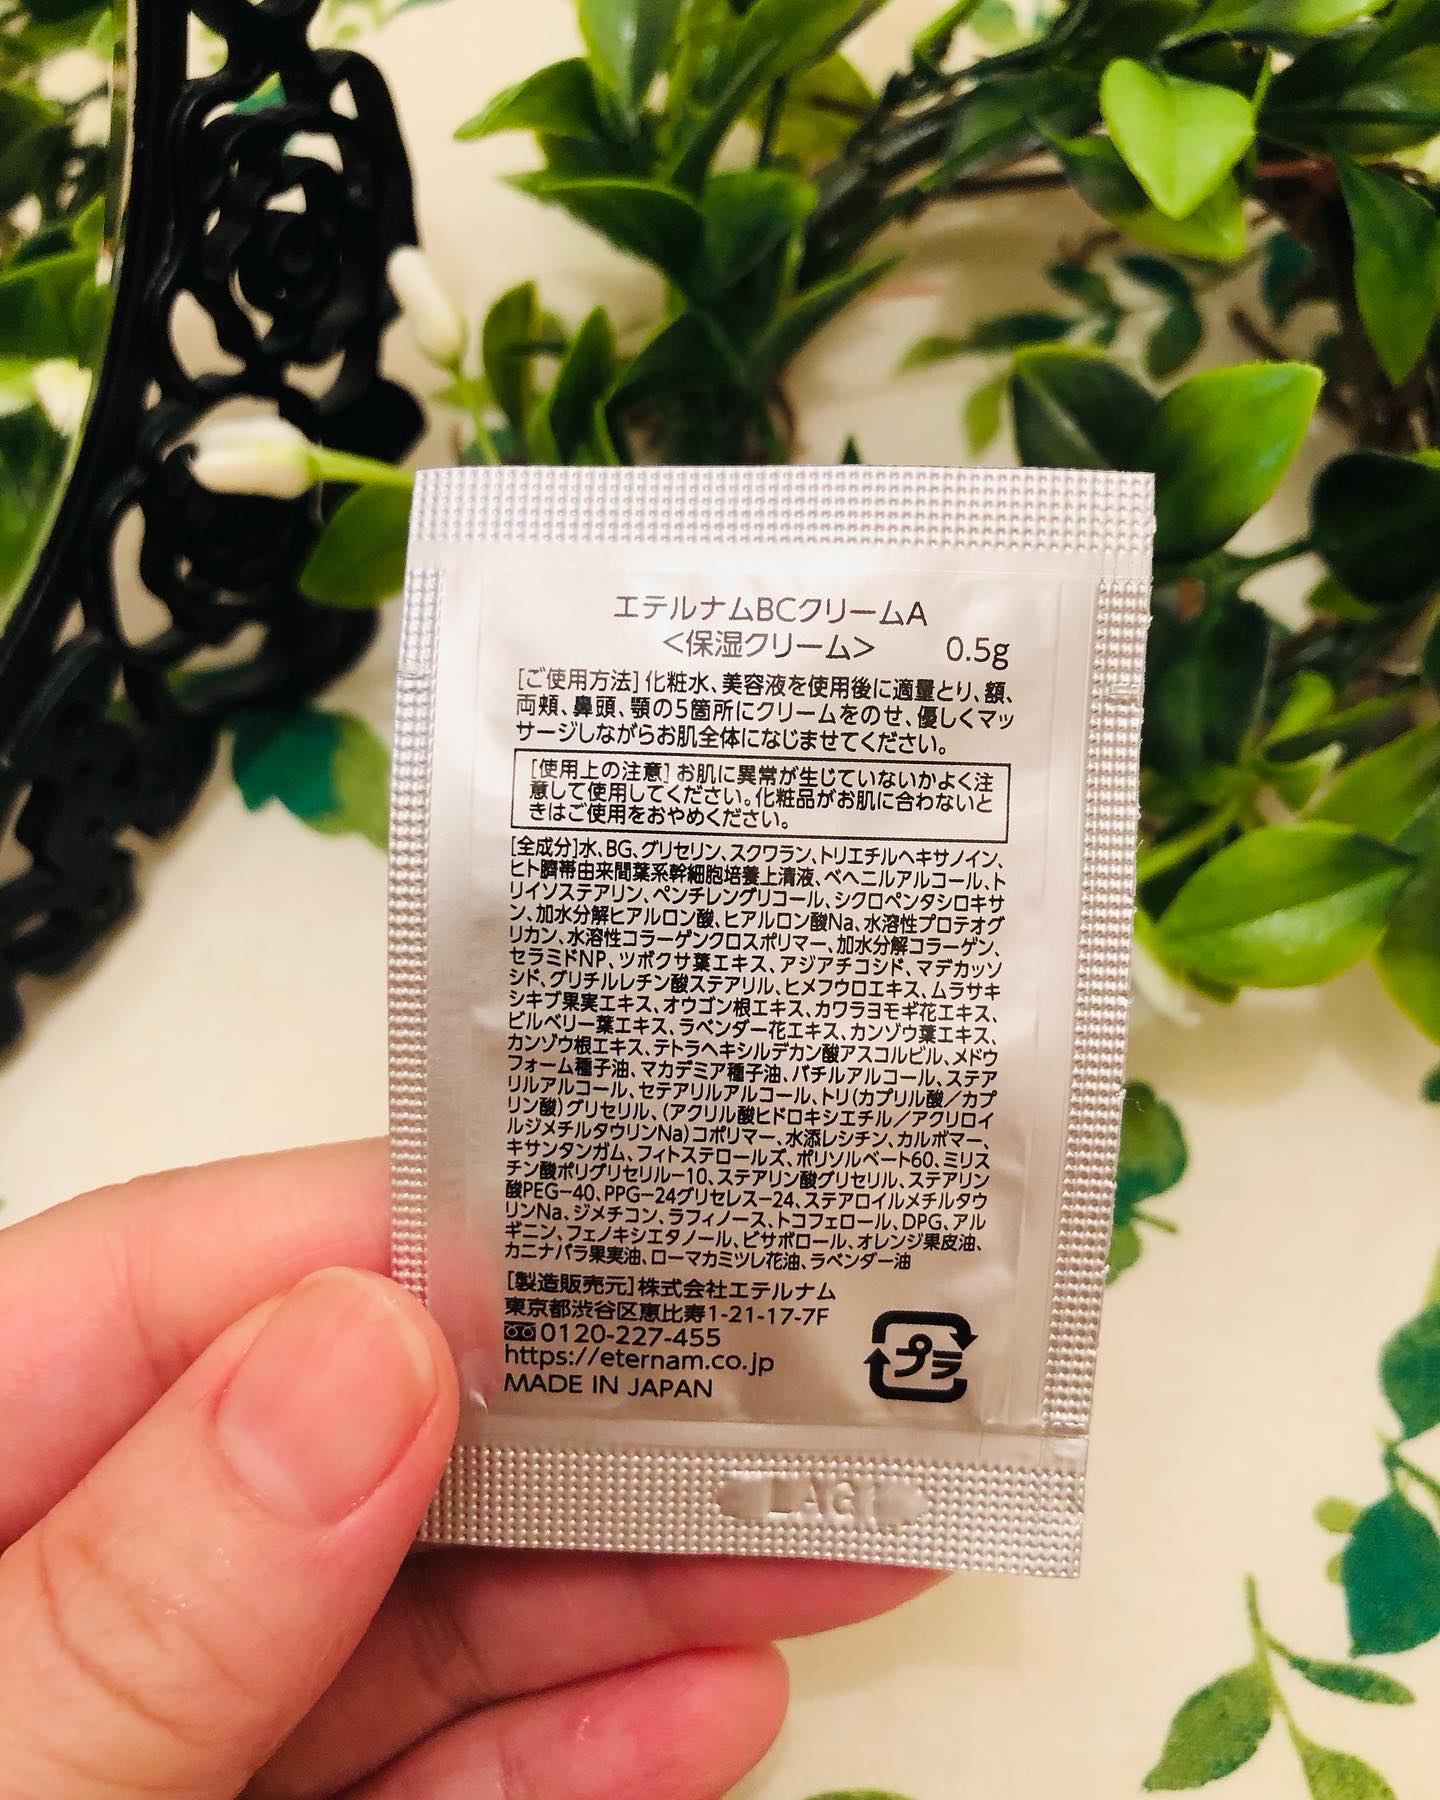 エテルナムBCクリームA
<保湿クリーム> 0.5g
[ご使用方法]化粧水、美容液を使用後に適量とり、額、
両頬、鼻頭、顎の5箇所にクリームをのせ、優しくマッ
サージしながらお肌全体になじませてください。
[使用上の注意]お肌に異常が生じていないかよく注
意して使用してください。化粧品がお肌に合わないと
きはご使用をおやめください。
[全成分]水、BG、グリセリン、スクワラン、トリエチルヘキサノイン、
ヒト臍帯由来間葉系幹細胞培養上清液、ベヘニルアルコール、ト
リイソステアリン、ペンチレングリコール、シクロペンタシロキサ
ン、加水分解ヒアルロン酸、ヒアルロン酸Na、水溶性プロテオグ
リカン、水溶性コラーゲンクロスポリマー、加水分解コラーゲン、
セラミドNP、ツボクサ葉エキス、アジアチコシド、マデカッソ
シド、グリチルレチン酸ステアリル、ヒメフウロエキス、ムラサキ
シキブ果実エキス、オウゴン根エキス、カワラヨモギ花エキス、
ビルベリー葉エキス、ラベンダー花エキス、カンゾウ葉エキス、
カンゾウ根エキス、テトラヘキシルデカン酸アスコルビル、メドウ
フォーム種子油、マカデミア種子油、バチルアルコール、ステア
リルアルコール、セテアリルアルコール、トリ(カプリル酸/カプ
リン酸)グリセリル、(アクリル酸ヒドロキシエチル/アクリロイ
ルジメチルタウリンNa)コポリマー、水添レシチン、カルボマー、
キサンタンガム、フィトステロールズ、ポリソルベート60、ミリス
チン酸ポリグリセリル-10、ステアリン酸グリセリル、ステアリン
酸PEG-40、PPG-24グリセレス-24、ステアロイルメチルタウ
リンNa、ジメチコン、ラフィノース、トコフェロール、DPG、アル
ギニン、フェノキシエタノール、ビサボロール、オレンジ果皮油、
カニナバラ果実油、ローマカミツレ花油、ラベンダー油
[製造販売元]株式会社エテルナム
東京都渋谷区恵比寿1-21-17-7F
0120-227-455
https://eternam.co.jp
MADE IN JAPAN
プラ